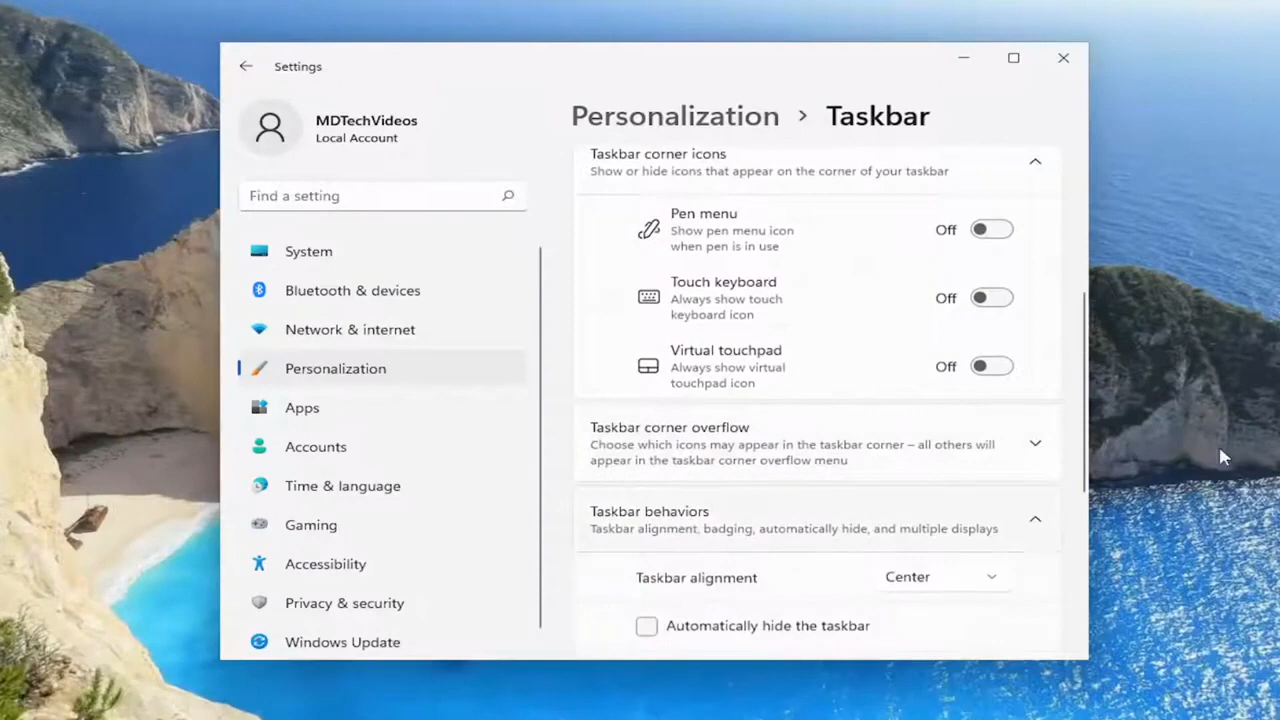 Settings
MDTechVideos
Local Account
Find a setting
System
Bluetooth & devices
Network & internet
Personalization
Apps
Accounts
Time & language
Gaming
Accessibility
Privacy & security
Windows Update
Personalization > Taskbar
Taskbar corner icons
Show or hide icons that appear on the corner of your taskbar
Pen menu
Show pen menu icon
when pen is in use
Off
Touch keyboard
Always show touch
keyboard icon
Off
Virtual touchpad
Always show virtual
touchpad icon
Off
Taskbar corner overflow
Choose which icons may appear in the taskbar corner – all others will
appear in the taskbar corner overflow menu
Taskbar behaviors
Taskbar alignment, badging, automatically hide, and multiple displays
Taskbar alignment
Center
Automatically hide the taskbar